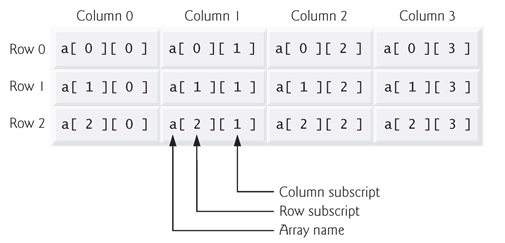 Column 0 Column 1 Column 2 Column 3
Row 0 a[ 0 ][ 0 ] a[ 0 ][ 1 ] a[ 0 ][ 2 ] a[ 0 ][ 3 ]
Row 1 a[ 1 ][ 0 ] a[ 1 ][ 1 ] a[ 1 ][ 2 ] a[ 1 ][ 3 ]
Row 2 a[ 2 ][ 0 ] a[ 2 ][ 1 ] a[ 2 ][ 2 ] a[ 2 ][ 3 ]
Column subscript
Row subscript
Array name